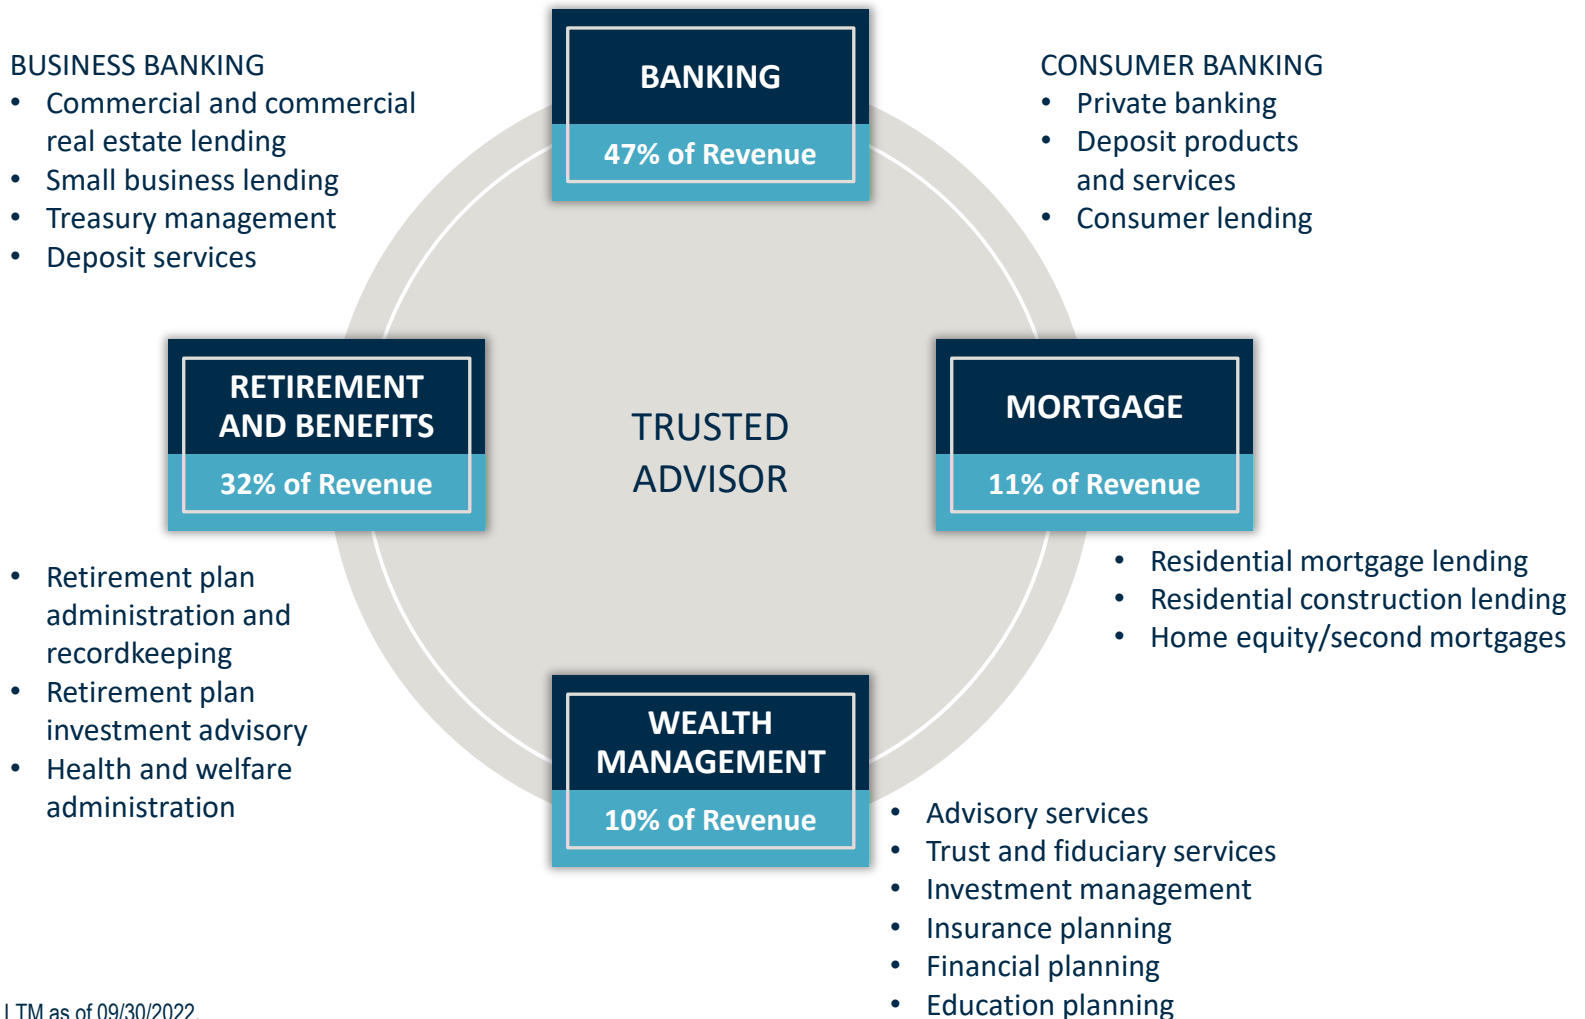 BANKING
47% of Revenue
BUSINESS BANKING
• Commercial and commercial
real estate lending
• Small business lending
• Treasury management
• Deposit services
CONSUMER BANKING
• Private banking
• Deposit products
and services
• Consumer lending
RETIREMENT
AND BENEFITS
32% of Revenue
TRUSTED
ADVISOR
MORTGAGE
11% of Revenue
• Retirement plan
administration and
recordkeeping
• Retirement plan
investment advisory
• Health and welfare
administration
• Residential mortgage lending
• Residential construction lending
• Home equity/second mortgages
WEALTH
MANAGEMENT
10% of Revenue
• Advisory services
• Trust and fiduciary services
• Investment management
• Insurance planning
• Financial planning
• Education planning
LTM as of 09/30/2022.